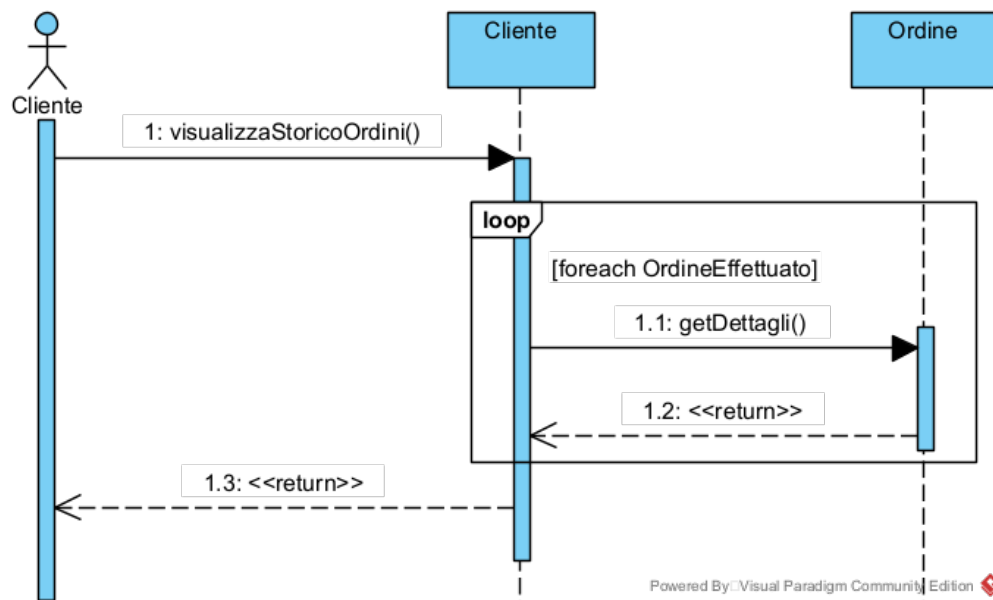 Cliente
Ordine
Cliente
1: visualizzaStoricoOrdini()
loop
[foreach OrdineEffettuato]
1.1: getDettagli()
1.2: <<return>>
1.3: <<return>>
Powered By Visual Paradigm Community Edition